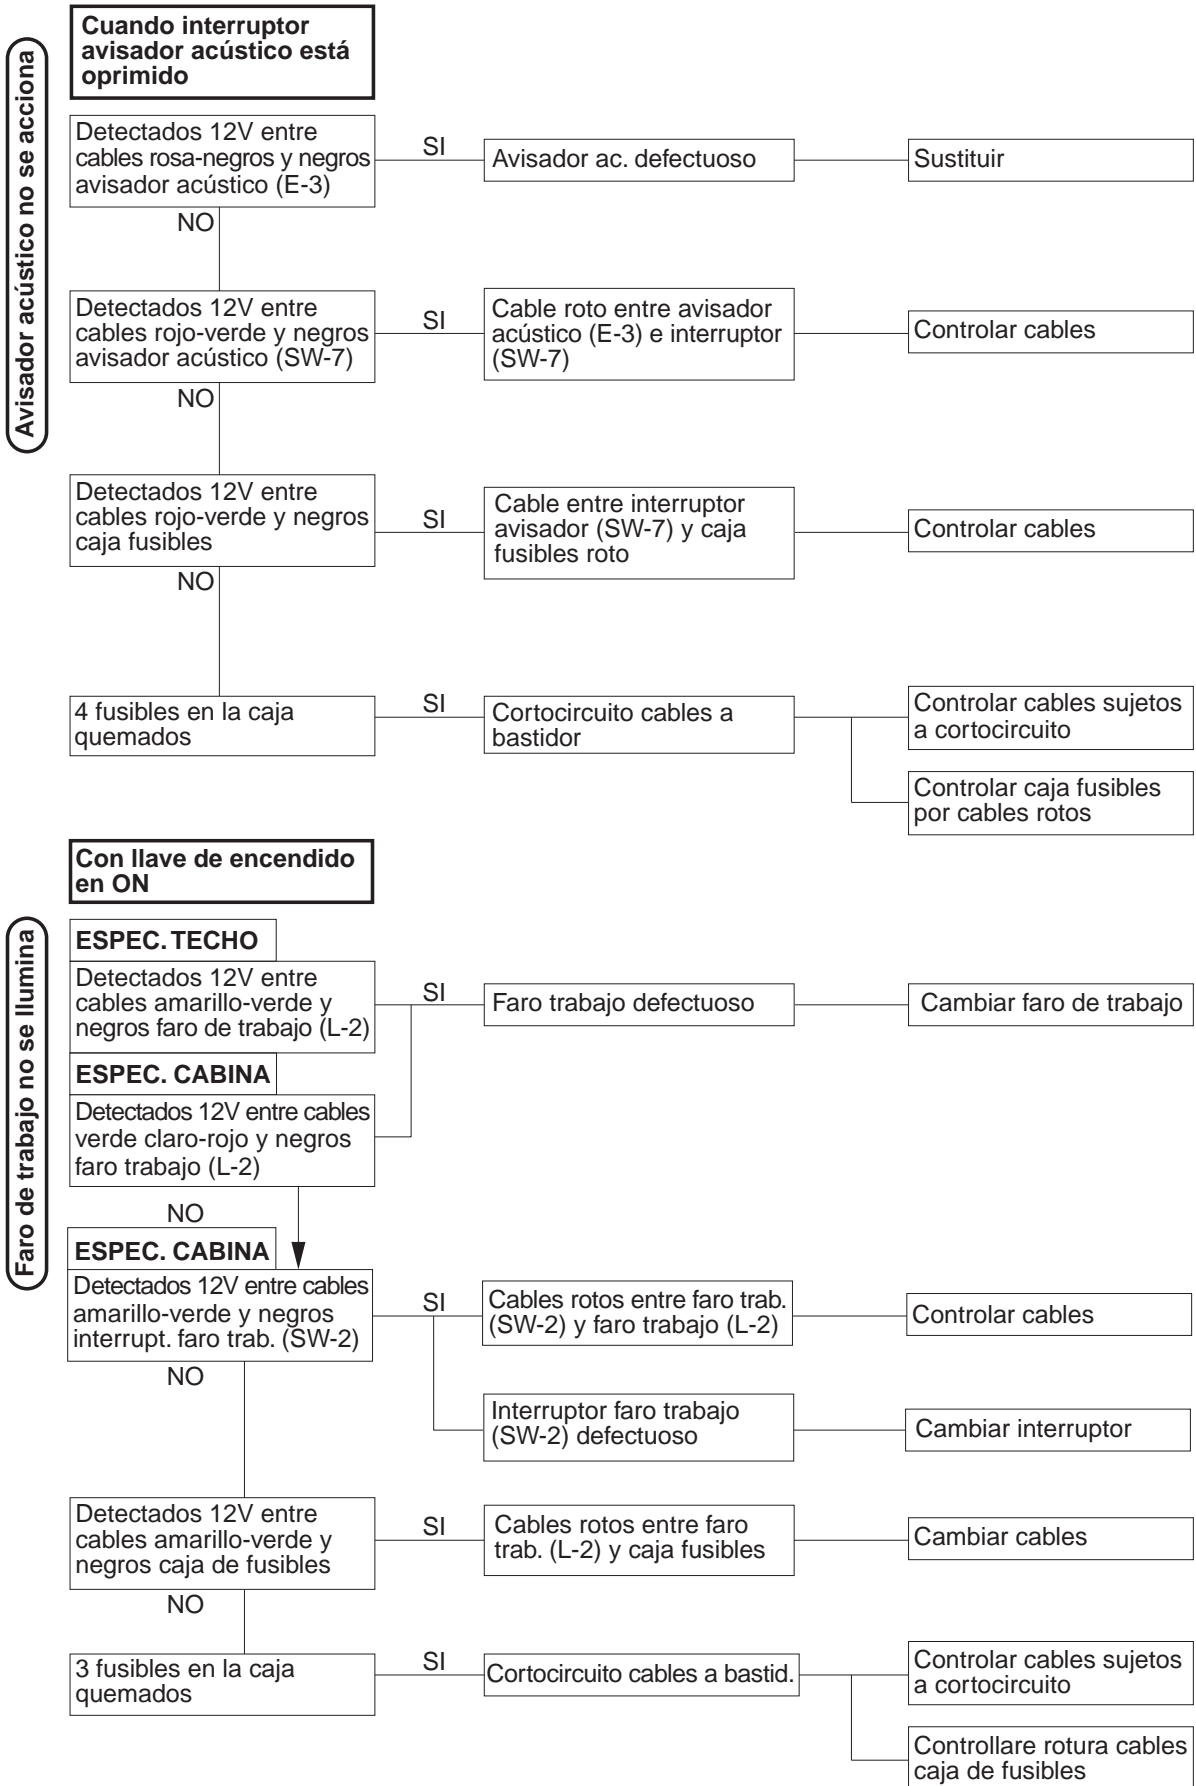 Avisador acústico no se acciona
Cuando interruptor
avisador acústico está
oprimido
Detectados 12V entre
cables rosa-negros y negros
avisador acústico (E-3)
SI
Avisador ac. defectuoso
Sustituir
NO
Detectados 12V entre
cables rojo-verde y negros
avisador acústico (SW-7)
SI
Cable roto entre avisador
acústico (E-3) e interruptor
(SW-7)
Controlar cables
NO
Detectados 12V entre
cables rojo-verde y negros
caja fusibles
SI
Cable entre interruptor
avisador (SW-7) y caja
fusibles roto
Controlar cables
NO
4 fusibles en la caja
quemados
SI
Cortocircuito cables a
bastidor
Controlar cables sujetos
a cortocircuito
Controlar caja fusibles
por cables rotos
Faro de trabajo no se Ilumina
Con llave de encendido
en ON
ESPEC. TECHO
Detectados 12V entre
cables amarillo-verde y
negros faro de trabajo (L-2)
SI
Faro trabajo defectuoso
Cambiar faro de trabajo
ESPEC. CABINA
Detectados 12V entre cables
verde claro-rojo y negros
faro trabajo (L-2)
NO
ESPEC. CABINA
Detectados 12V entre cables
amarillo-verde y negros
interrupt. faro trab. (SW-2)
SI
Cables rotos entre faro trab.
(SW-2) y faro trabajo (L-2)
Controlar cables
NO
Interruptor faro trabajo
(SW-2) defectuoso
Cambiar interruptor
Detectados 12V entre
cables amarillo-verde y
negros caja de fusibles
SI
Cables rotos entre faro
trab. (L-2) y caja fusibles
Cambiar cables
NO
3 fusibles en la caja
quemados
SI
Cortocircuito cables a bastid.
Controlar cables sujetos
a cortocircuito
Controllare rotura cables
caja de fusibles